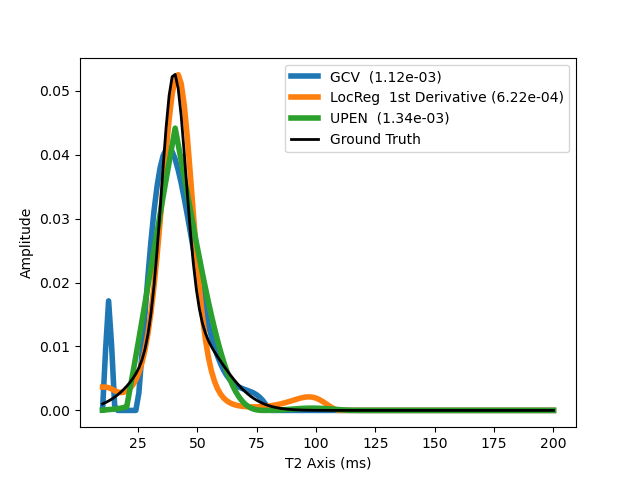 GCV  (1.12e-03)
LocReg  1st Derivative (6.22e-04)
UPEN  (1.34e-03)
Ground Truth
0.05
0.04
0.03
0.02
0.01
0.00
Amplitude
25 50 75 100 125 150 175 200
T2 Axis (ms)